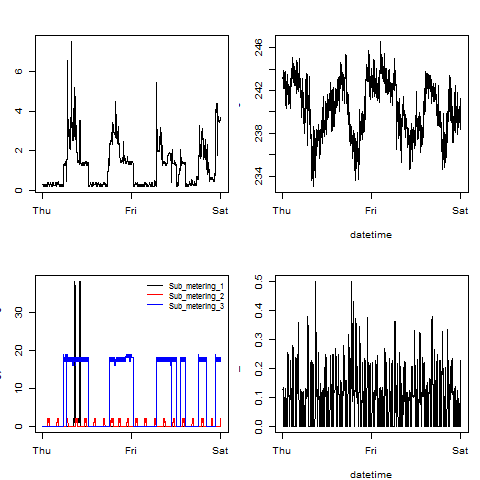 6
4
2
0
Thu Fri Sat
246
242
238
234
Thu Fri Sat
datetime
30
20
10
0
Sub_metering_1
Sub_metering_2
Sub_metering_3
Thu Fri Sat
0.5
0.4
0.3
0.2
0.1
0.0
Thu Fri Sat
datetime